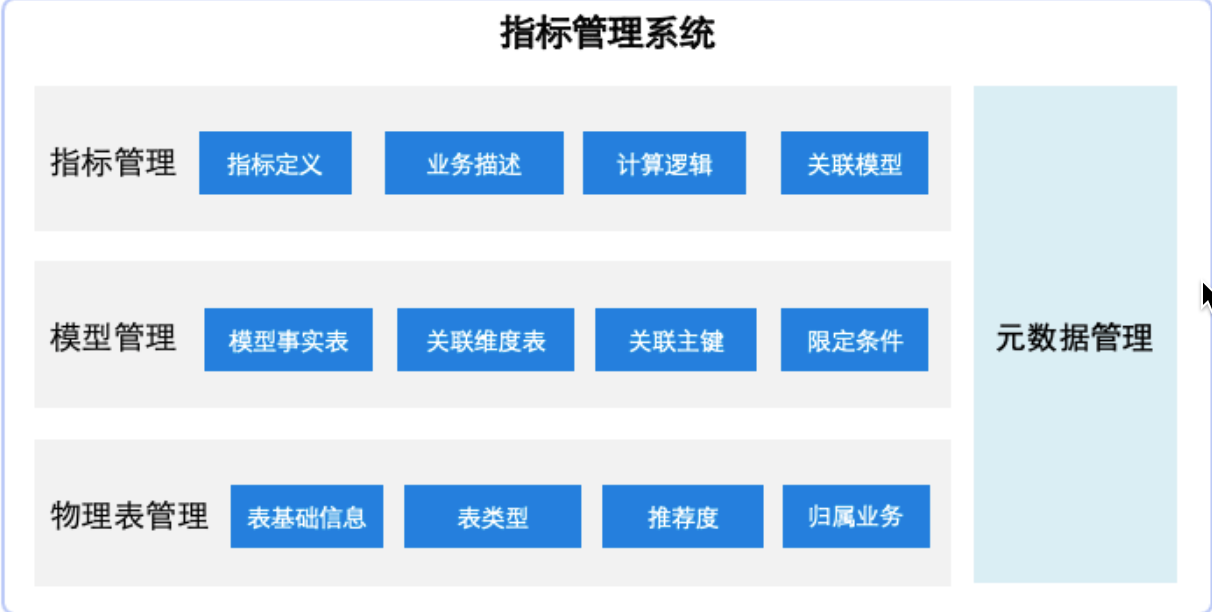 指标管理系统
指标管理 指标定义 业务描述 计算逻辑 关联模型
模型管理 模型事实表 关联维度表 关联主键 限定条件
元数据管理
物理表管理 表基础信息 表类型 推荐度 归属业务